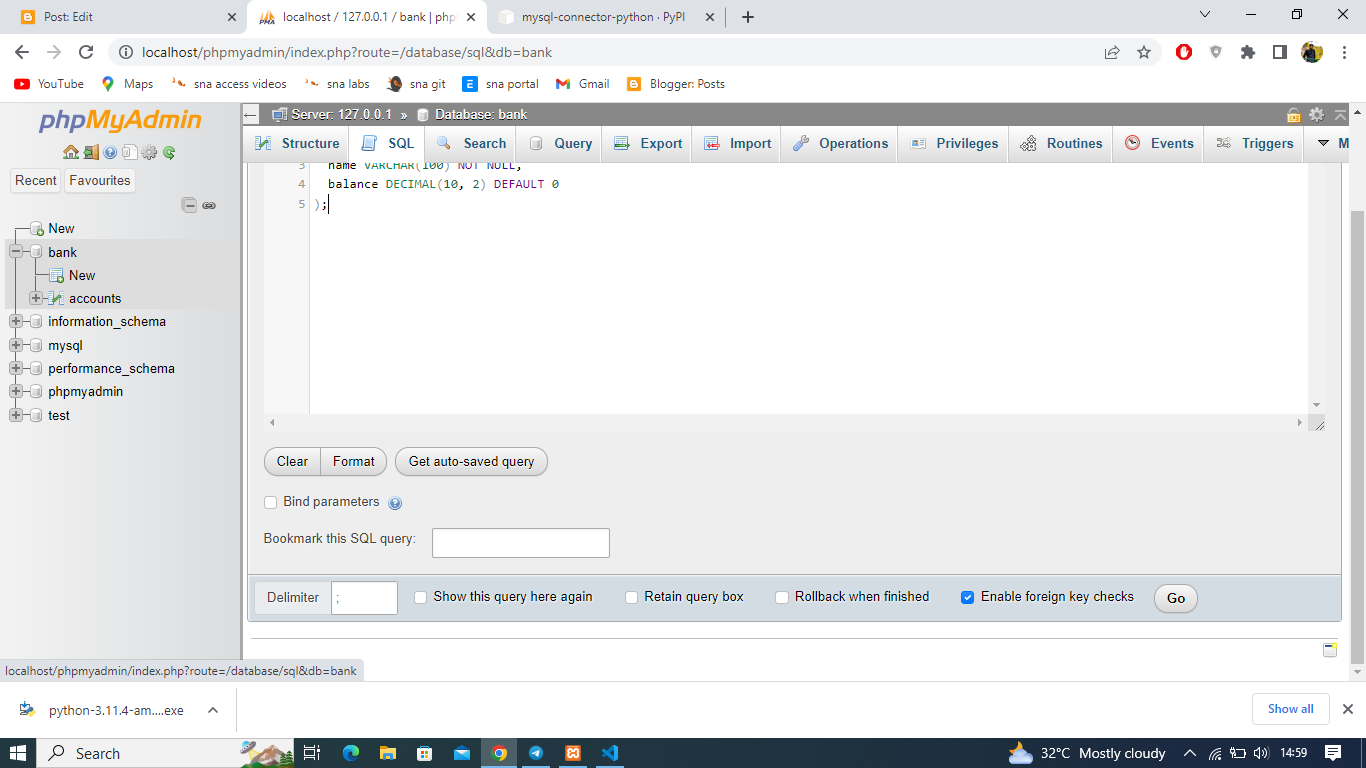 Post: Edit
localhost / 127.0.0.1 / bank | php
mysql-connector-python · PyPI
localhost/phpmyadmin/index.php?route=/database/sql&db=bank
YouTube
Maps
sna access videos
sna labs
sna git
sna portal
Gmail
Blogger: Posts
phpMyAdmin
Recent
Favourites
New
bank
New
accounts
information_schema
mysql
performance_schema
phpmyadmin
test
Server: 127.0.0.1 » Database: bank
Structure
SQL
Search
Query
Export
Import
Operations
Privileges
Routines
Events
Triggers
M
3 name VARCHAR(100) NOT NULL,
4 balance DECIMAL(10, 2) DEFAULT 0
5 );
Clear
Format
Get auto-saved query
Bind parameters
Bookmark this SQL query:
Delimiter ;
Show this query here again
Retain query box
Rollback when finished
Enable foreign key checks
Go
localhost/phpmyadmin/index.php?route=/database/sql&db=bank
python-3.11.4-am....exe
Show all
Search
32°C Mostly cloudy
14:59